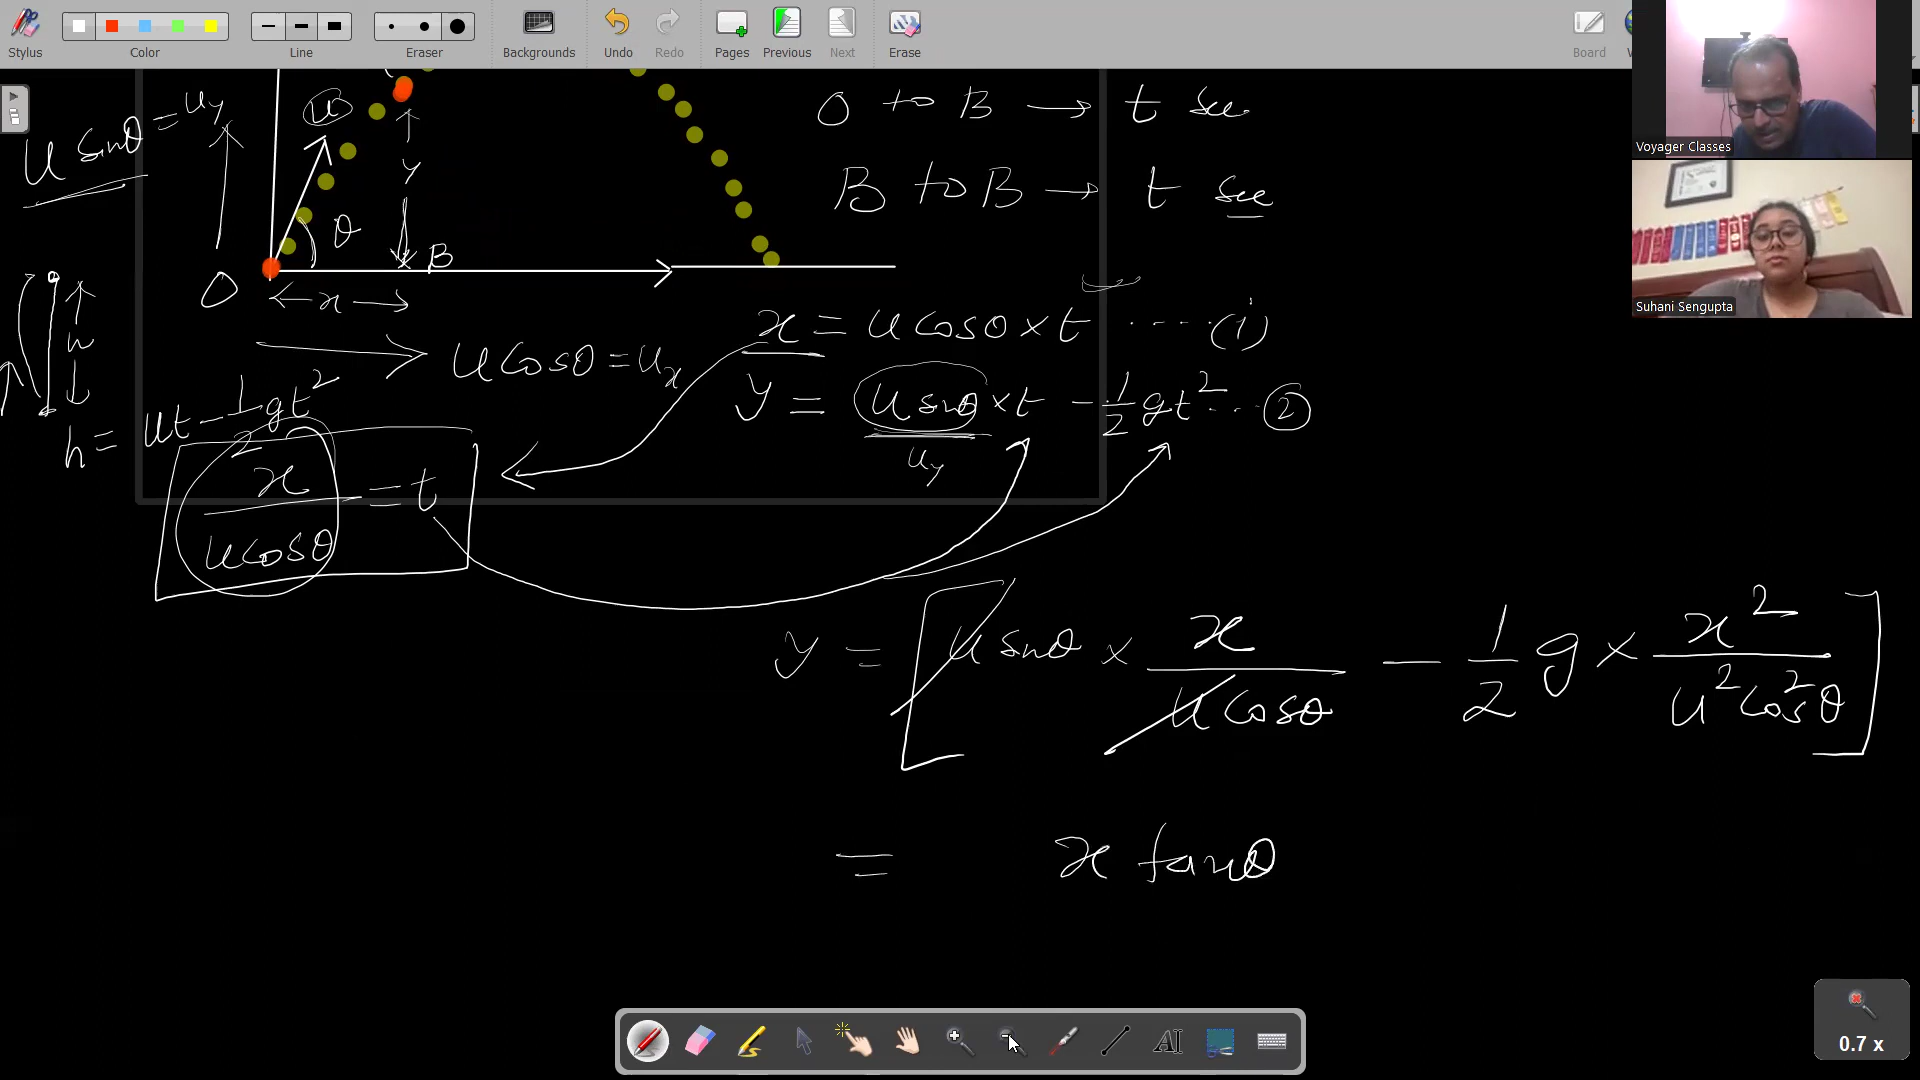 Stylus
Color
Line
Eraser
Backgrounds
Undo
Redo
Pages
Previous
Next
Erase
Board
Voyager Classes
Suhani Sengupta
u sinθ = uy
u
y
θ
B
O
x
O to B → t sec
B to B → t sec
h
u cosθ = ux
x = u cosθ × t ....(i)
y = u sinθ × t - 1/2 gt² ... ②
uy
h = ut - 1/2 gt²
x / u cosθ = t
y = [u sinθ × x / u cosθ - 1/2 g × x² / u² cos² θ]
= x tanθ
0.7 x